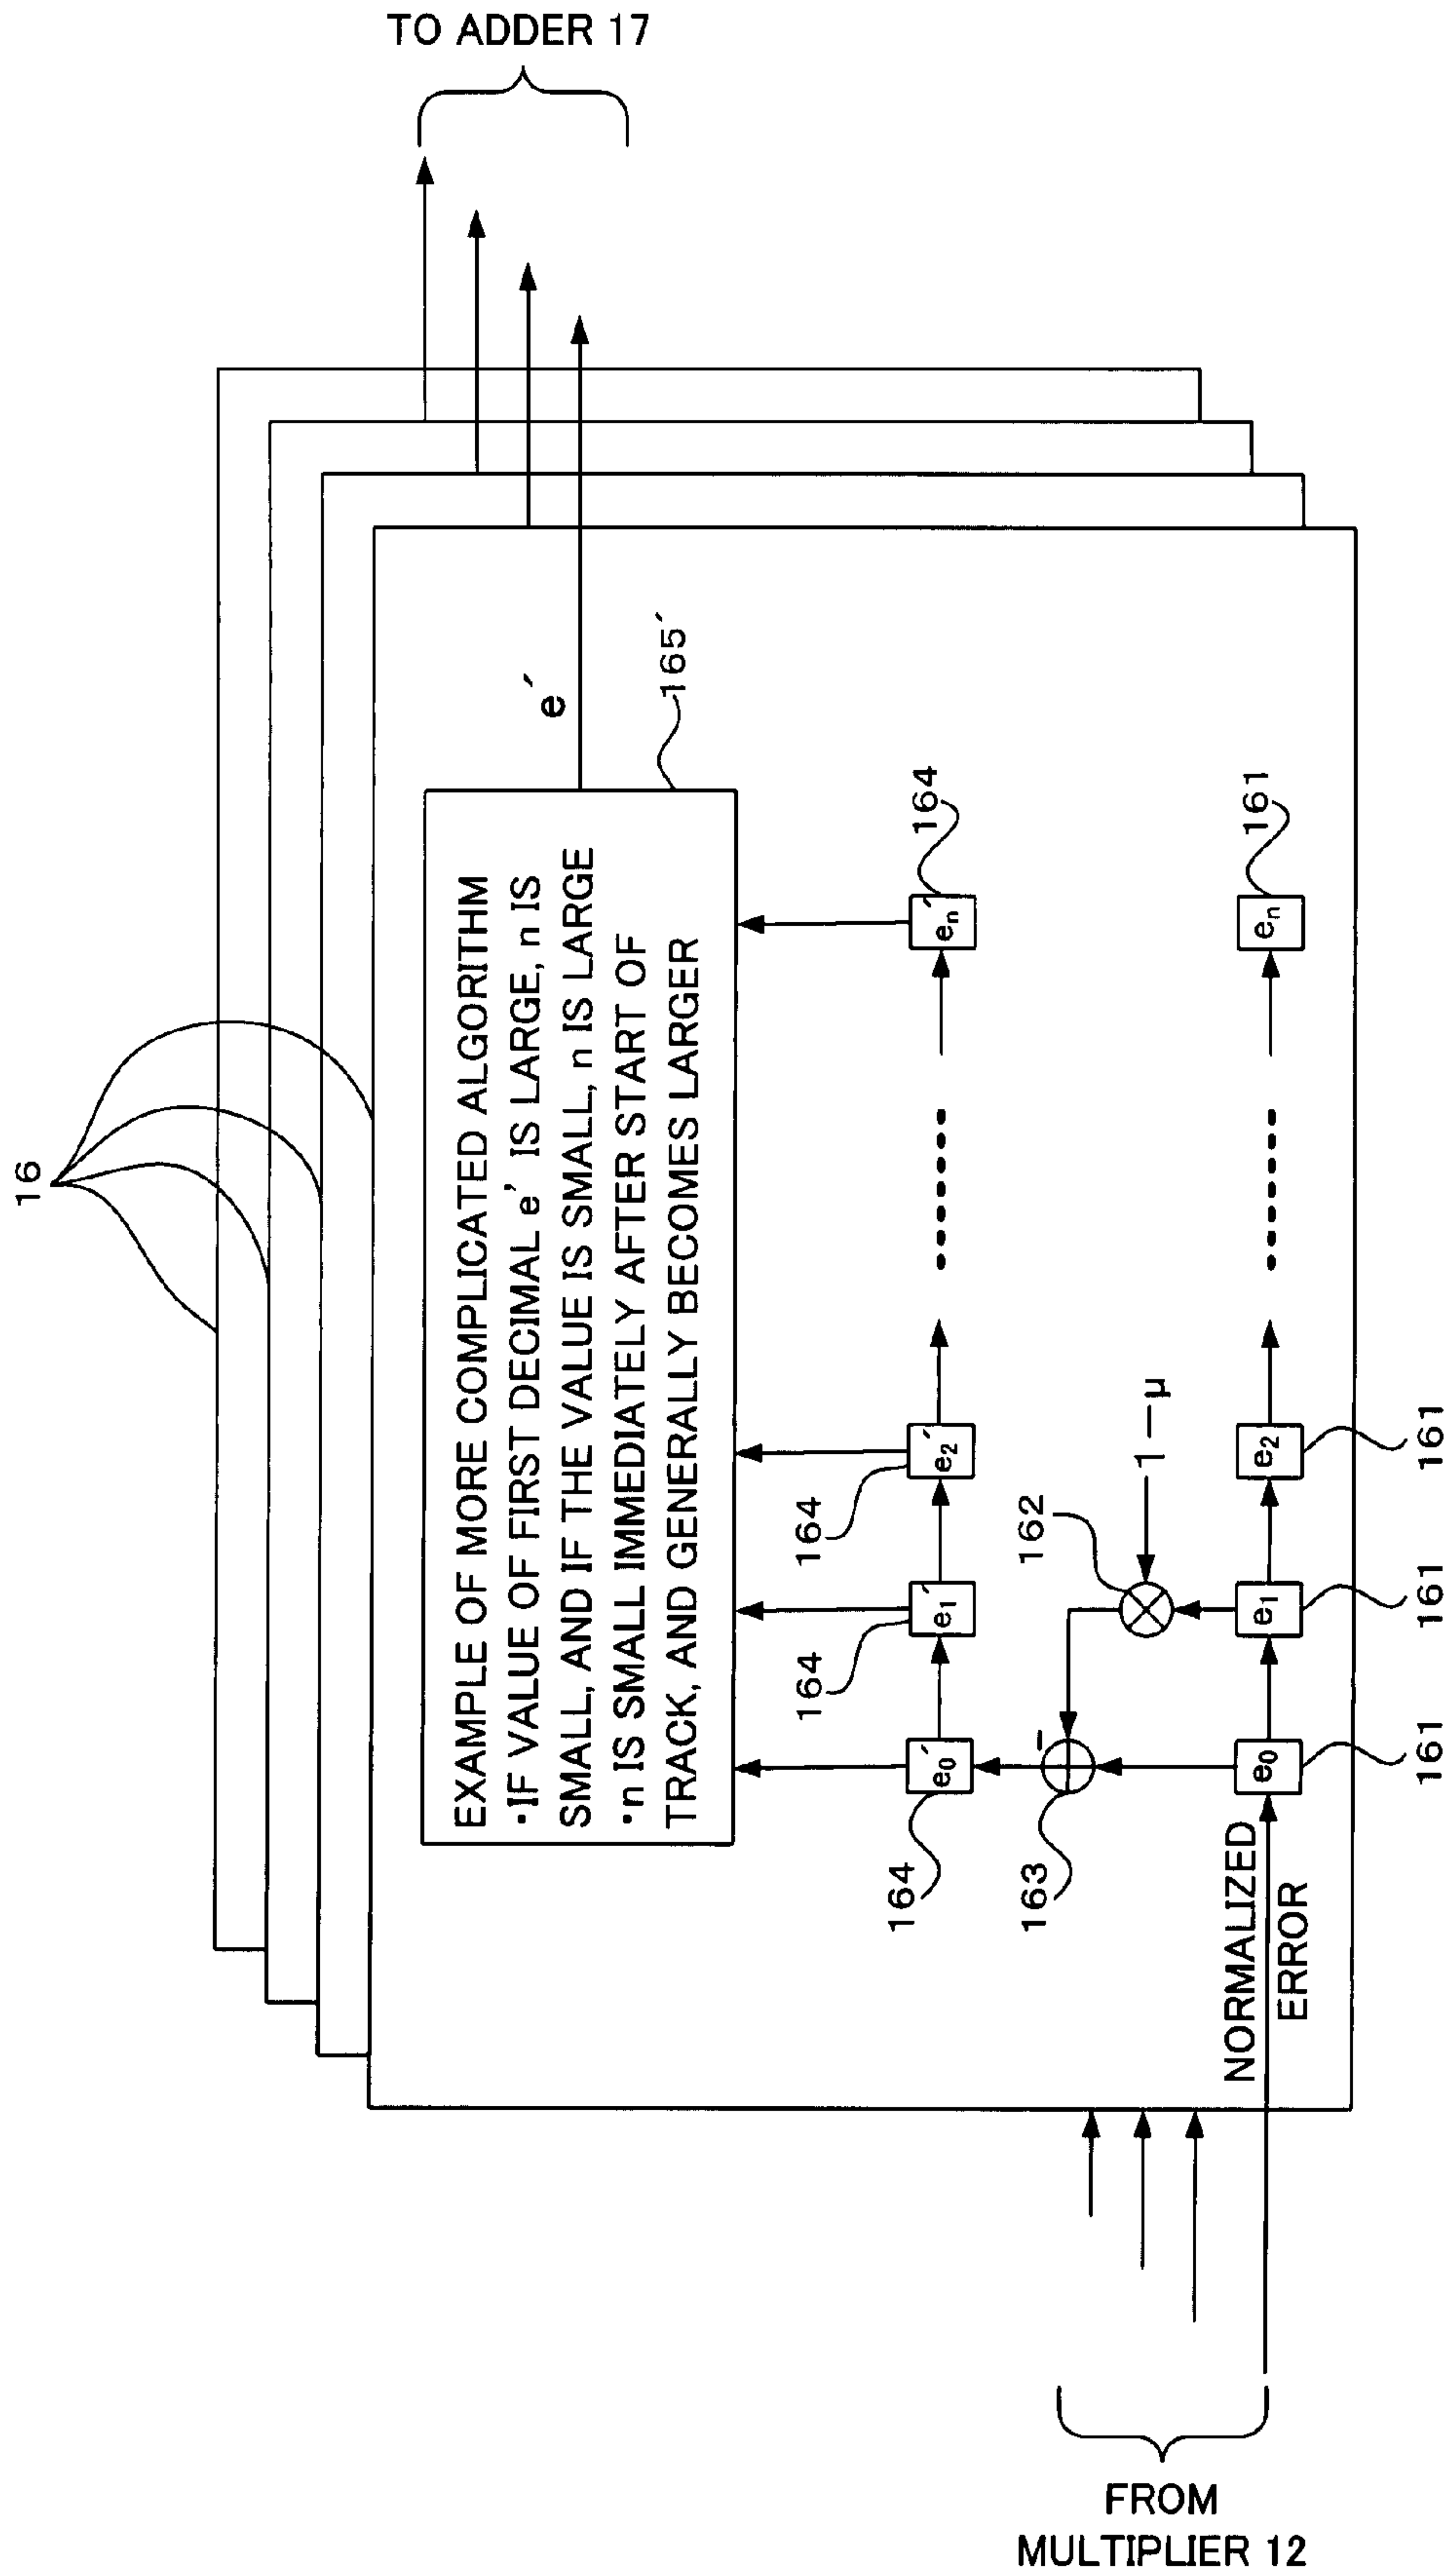 TO ADDER 17
16
EXAMPLE OF MORE COMPLICATED ALGORITHM
・IF VALUE OF FIRST DECIMAL e' IS LARGE, n IS
SMALL, AND IF THE VALUE IS SMALL, n IS LARGE
・n IS SMALL IMMEDIATELY AFTER START OF
TRACK, AND GENERALLY BECOMES LARGER
e´
165´
e₀´
e₁´
e₂´
eₙ´
164
164
164
164
163
162
1−μ
−
NORMALIZED
ERROR
e₀
e₁
e₂
eₙ
161
161
161
161
FROM
MULTIPLIER 12